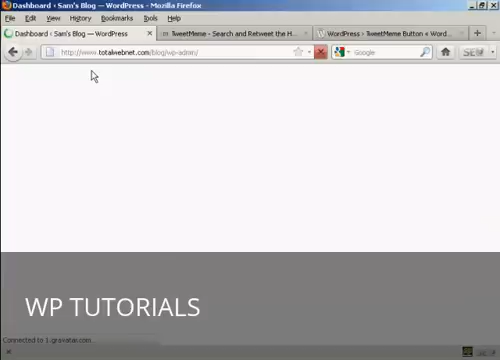 Dashboard ‹ Sam's Blog — WordPress - Mozilla Firefox
File Edit View History Bookmarks Tools Help
Dashboard ‹ Sam's Blog — WordPress × TweetMeme - Search and Retweet the H... × WordPress › TweetMeme Button « Word... × +
http://www.totalwebnet.com/blog/wp-admin/ Google
WP TUTORIALS
Connected to 1.gravatar.com...